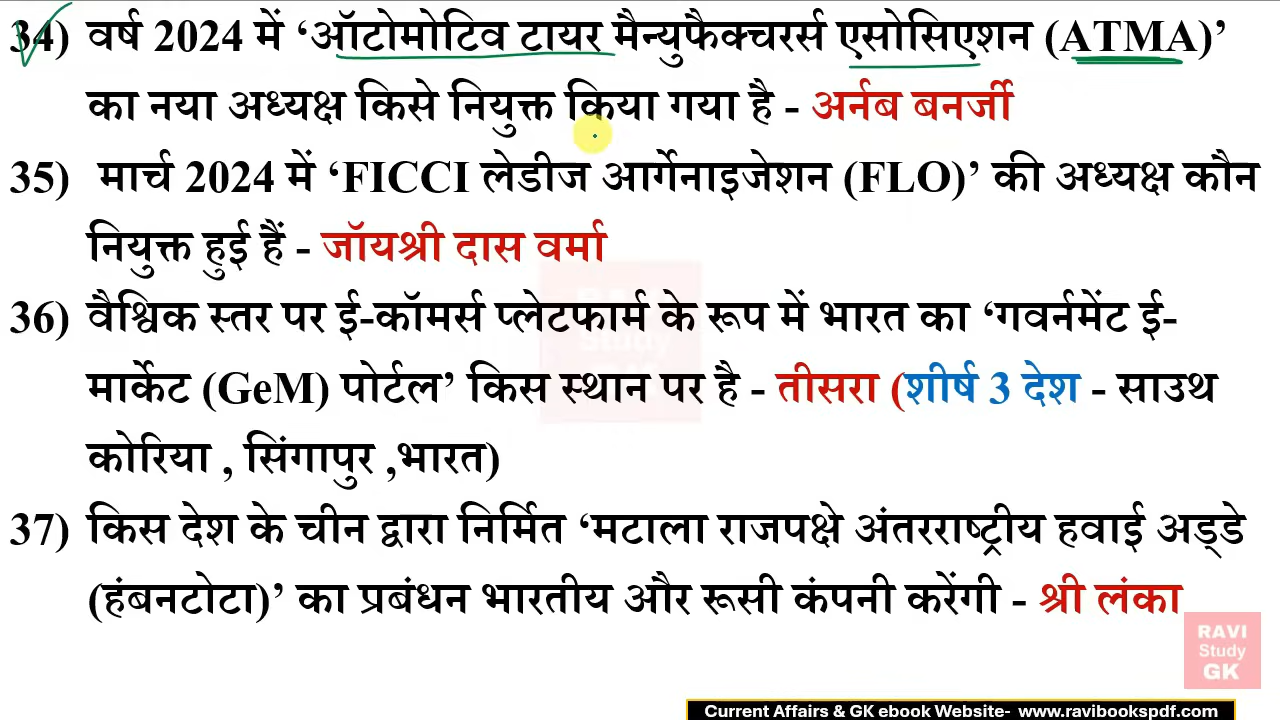 34) वर्ष 2024 में ‘ऑटोमोटिव टायर मैन्युफैक्चरर्स एसोसिएशन (ATMA)’
का नया अध्यक्ष किसे नियुक्त किया गया है - अर्नब बनर्जी
35) मार्च 2024 में ‘FICCI लेडीज आर्गेनाइजेशन (FLO)’ की अध्यक्ष कौन
नियुक्त हुई हैं - जॉयश्री दास वर्मा
36) वैश्विक स्तर पर ई-कॉमर्स प्लेटफार्म के रूप में भारत का ‘गवर्नमेंट ई-
मार्केट (GeM) पोर्टल’ किस स्थान पर है - तीसरा (शीर्ष 3 देश - साउथ
कोरिया , सिंगापुर ,भारत)
37) किस देश के चीन द्वारा निर्मित ‘मटाला राजपक्षे अंतरराष्ट्रीय हवाई अड्डे
(हंबनटोटा)’ का प्रबंधन भारतीय और रूसी कंपनी करेंगी - श्री लंका
RAVI
Study
GK
Current Affairs & GK ebook Website- www.ravibookspdf.com